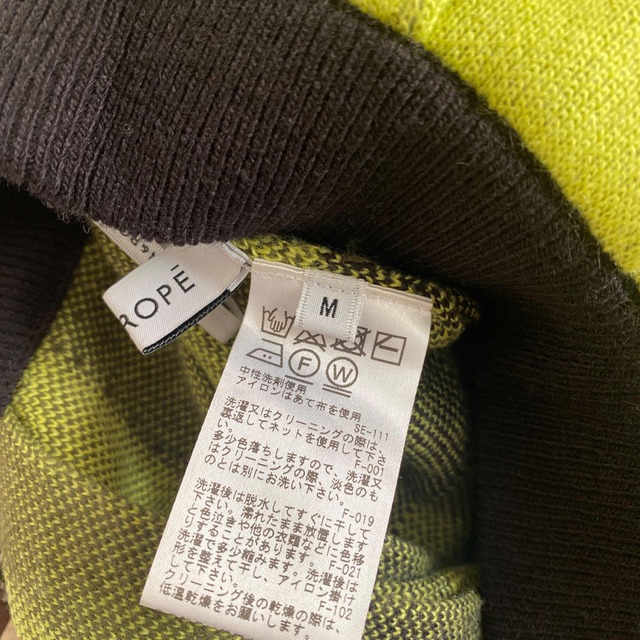 ROPÉ
M
F W
中性洗剤使用
アイロンはあて布を使用
SE-111
洗濯又はクリーニングの際は、
裏返してネットを使用して下さい。
F-001
多少色落ちしますので、洗濯又
はクリーニングの際、淡色のも
のとは別にお洗い下さい。
F-019
洗濯後は脱水してすぐに干して
下さい。濡れたまま放置します
と色泣きや他の衣類などに色移
りすることがあります。
F-021
洗濯で多少縮みます。洗濯後は
形を整えて干し、アイロン掛け
して下さい。
F-102
クリーニング後の乾燥の際は、
低温乾燥をお願い致します。